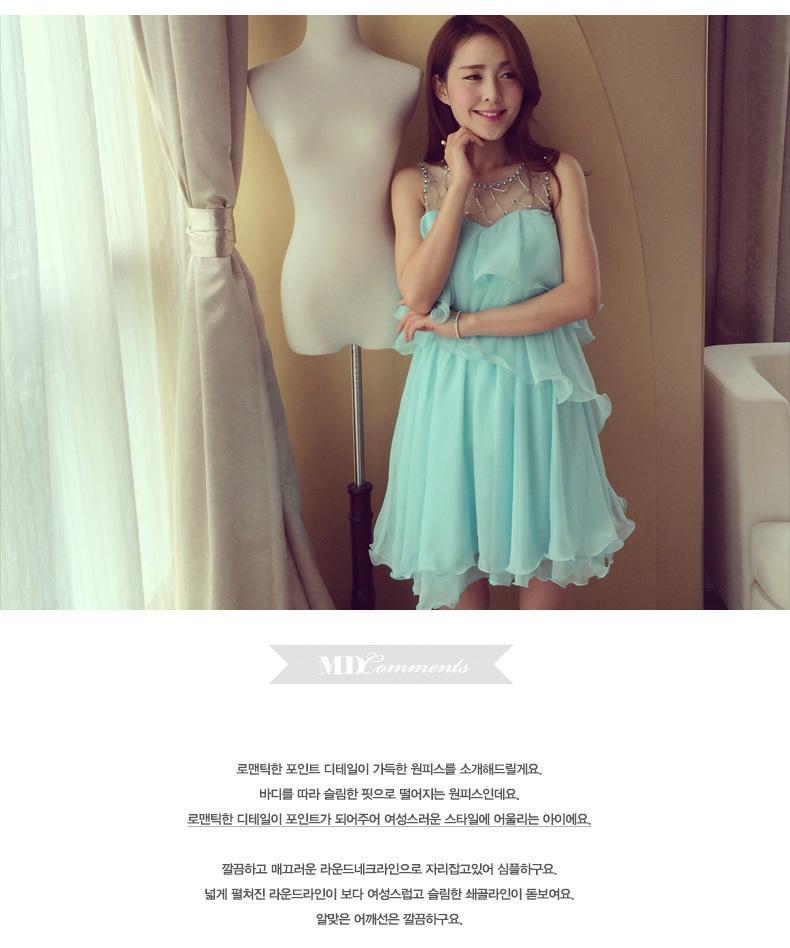 MD Comments
로맨틱한 포인트 디테일이 가득한 원피스를 소개해드릴게요.
바디를 따라 슬림한 핏으로 떨어지는 원피스인데요.
로맨틱한 디테일이 포인트가 되어주어 여성스러운 스타일에 어울리는 아이에요.
깔끔하고 매끄러운 라운드네크라인으로 자리잡고있어 심플하구요.
넓게 펼쳐진 라운드라인이 보다 여성스럽고 슬림한 쇄골라인이 돋보여요.
알맞은 어깨선은 깔끔하구요.